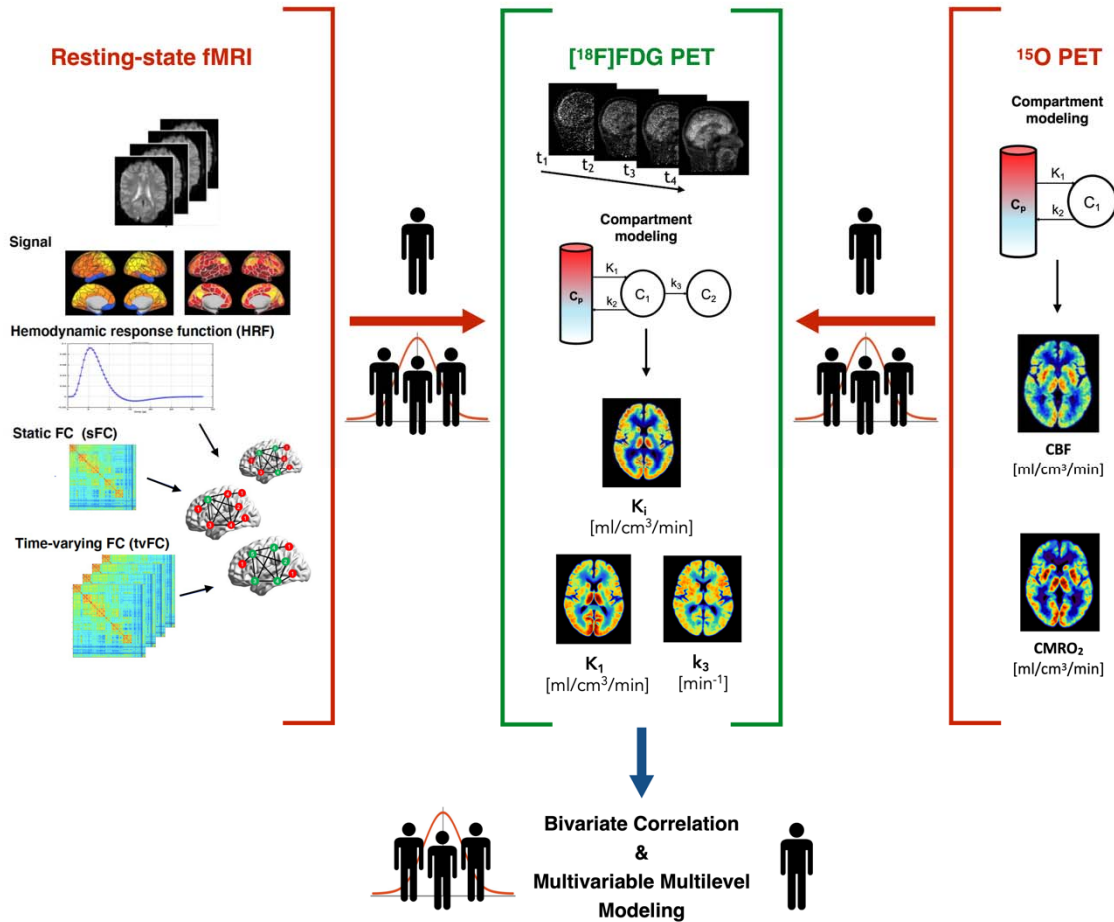 Resting-state fMRI
Signal
Hemodynamic response function (HRF)
Static FC (sFC)
Time-varying FC (tvFC)
[¹⁸F]FDG PET
t₁
t₂
t₃
t₄
Compartment
modeling
Cₚ
K₁
k₂
C₁
k₃
C₂
Kᵢ
[ml/cm³/min]
K₁
[ml/cm³/min]
k₃
[min⁻¹]
¹⁵O PET
Compartment
modeling
Cₚ
K₁
k₂
C₁
CBF
[ml/cm³/min]
CMRO₂
[ml/cm³/min]
Bivariate Correlation
&
Multivariable Multilevel
Modeling